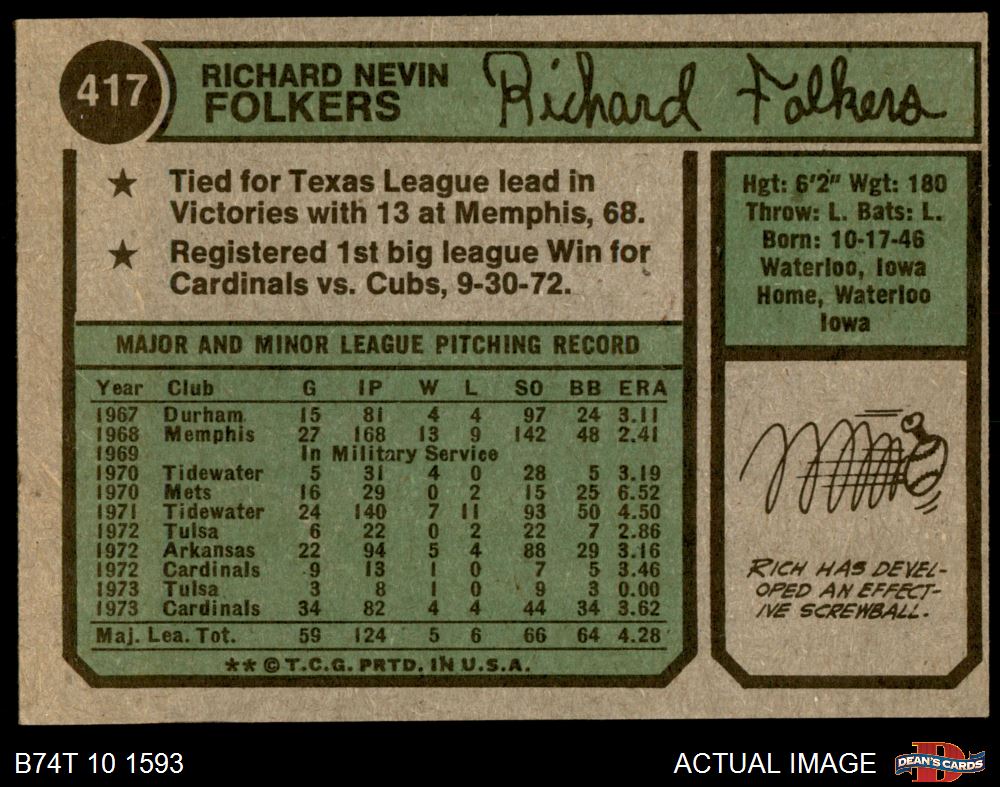 417
RICHARD NEVIN
FOLKERS
Richard Folkers
★ Tied for Texas League lead in
Victories with 13 at Memphis, 68.
★ Registered 1st big league Win for
Cardinals vs. Cubs, 9-30-72.
Hgt: 6'2" Wgt: 180
Throw: L. Bats: L.
Born: 10-17-46
Waterloo, Iowa
Home, Waterloo
Iowa
MAJOR AND MINOR LEAGUE PITCHING RECORD
Year Club G IP W L SO BB ERA
1967 Durham 15 81 4 4 97 24 3.11
1968 Memphis 27 168 13 9 142 48 2.41
1969 In Military Service
1970 Tidewater 5 31 4 0 28 5 3.19
1970 Mets 16 29 0 2 15 25 6.52
1971 Tidewater 24 140 7 11 93 50 4.50
1972 Tulsa 6 22 0 2 22 7 2.86
1972 Arkansas 22 94 5 4 88 29 3.16
1972 Cardinals 9 13 1 0 7 5 3.46
1973 Tulsa 3 8 1 0 9 3 0.00
1973 Cardinals 34 82 4 4 44 34 3.62
Maj. Lea. Tot. 59 124 5 6 66 64 4.28
** © T.C.G. PRTD. IN U.S.A.
RICH HAS DEVEL-
OPED AN EFFECT-
IVE SCREWBALL.
B74T 10 1593
ACTUAL IMAGE
DEAN'S CARDS